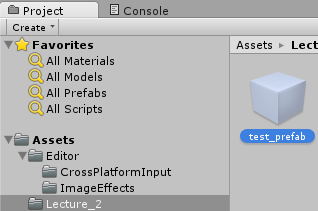 Project Console
Create
Favorites
All Materials
All Models
All Prefabs
All Scripts
Assets
Editor
CrossPlatformInput
ImageEffects
Lecture_2
Assets Lect
test_prefab